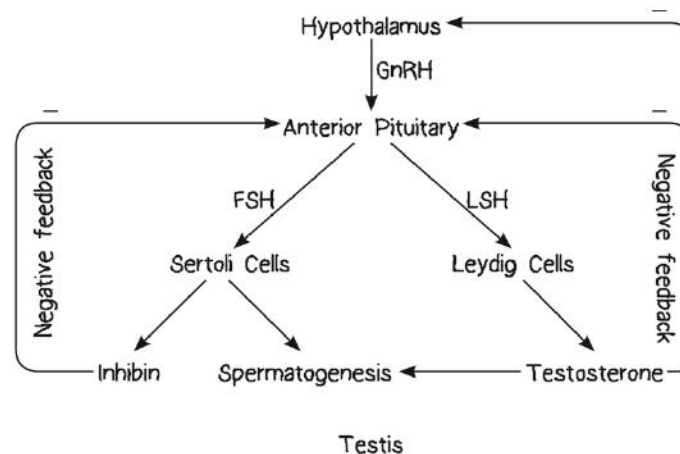 Hypothalamus
GnRH
Anterior Pituitary
Negative feedback
FSH
LSH
Negative feedback
Sertoli Cells
Leydig Cells
Inhibin
Spermatogenesis
Testosterone
Testis